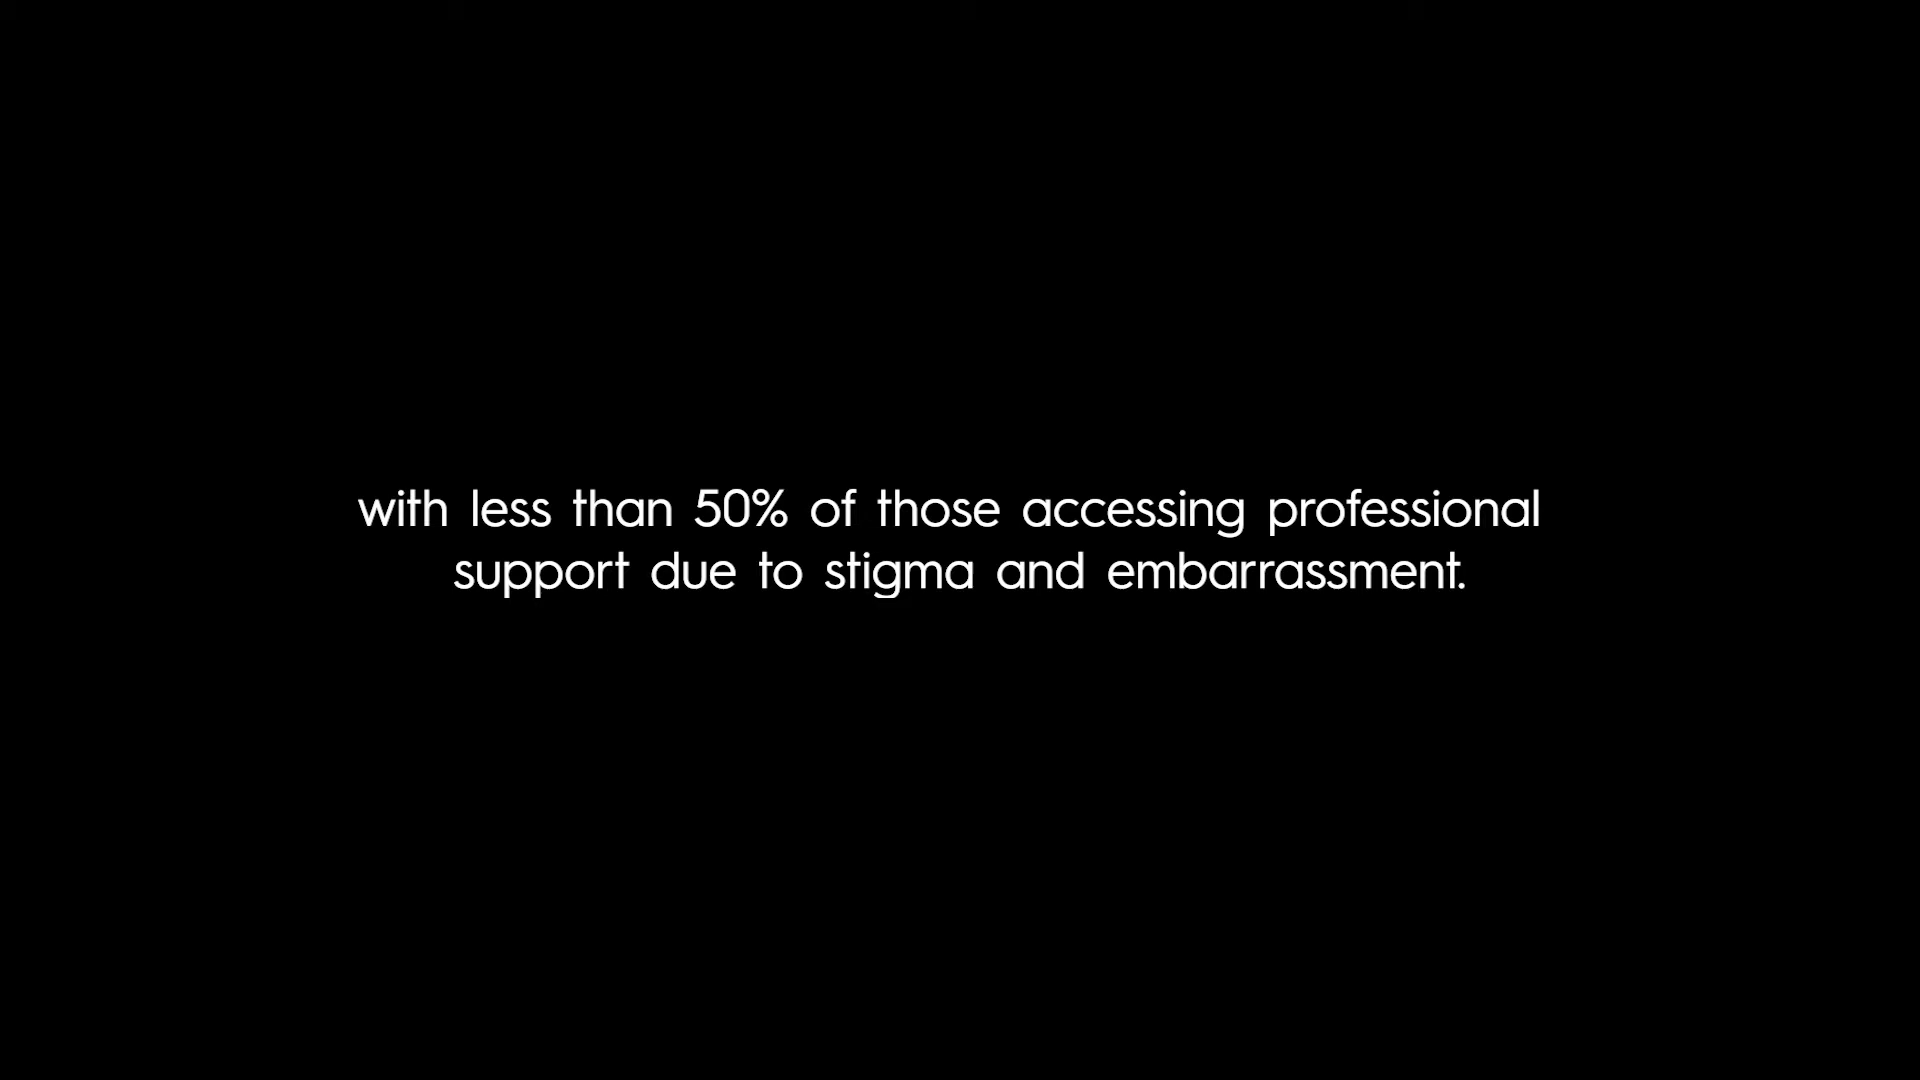 with less than 50% of those accessing professional
support due to stigma and embarrassment.